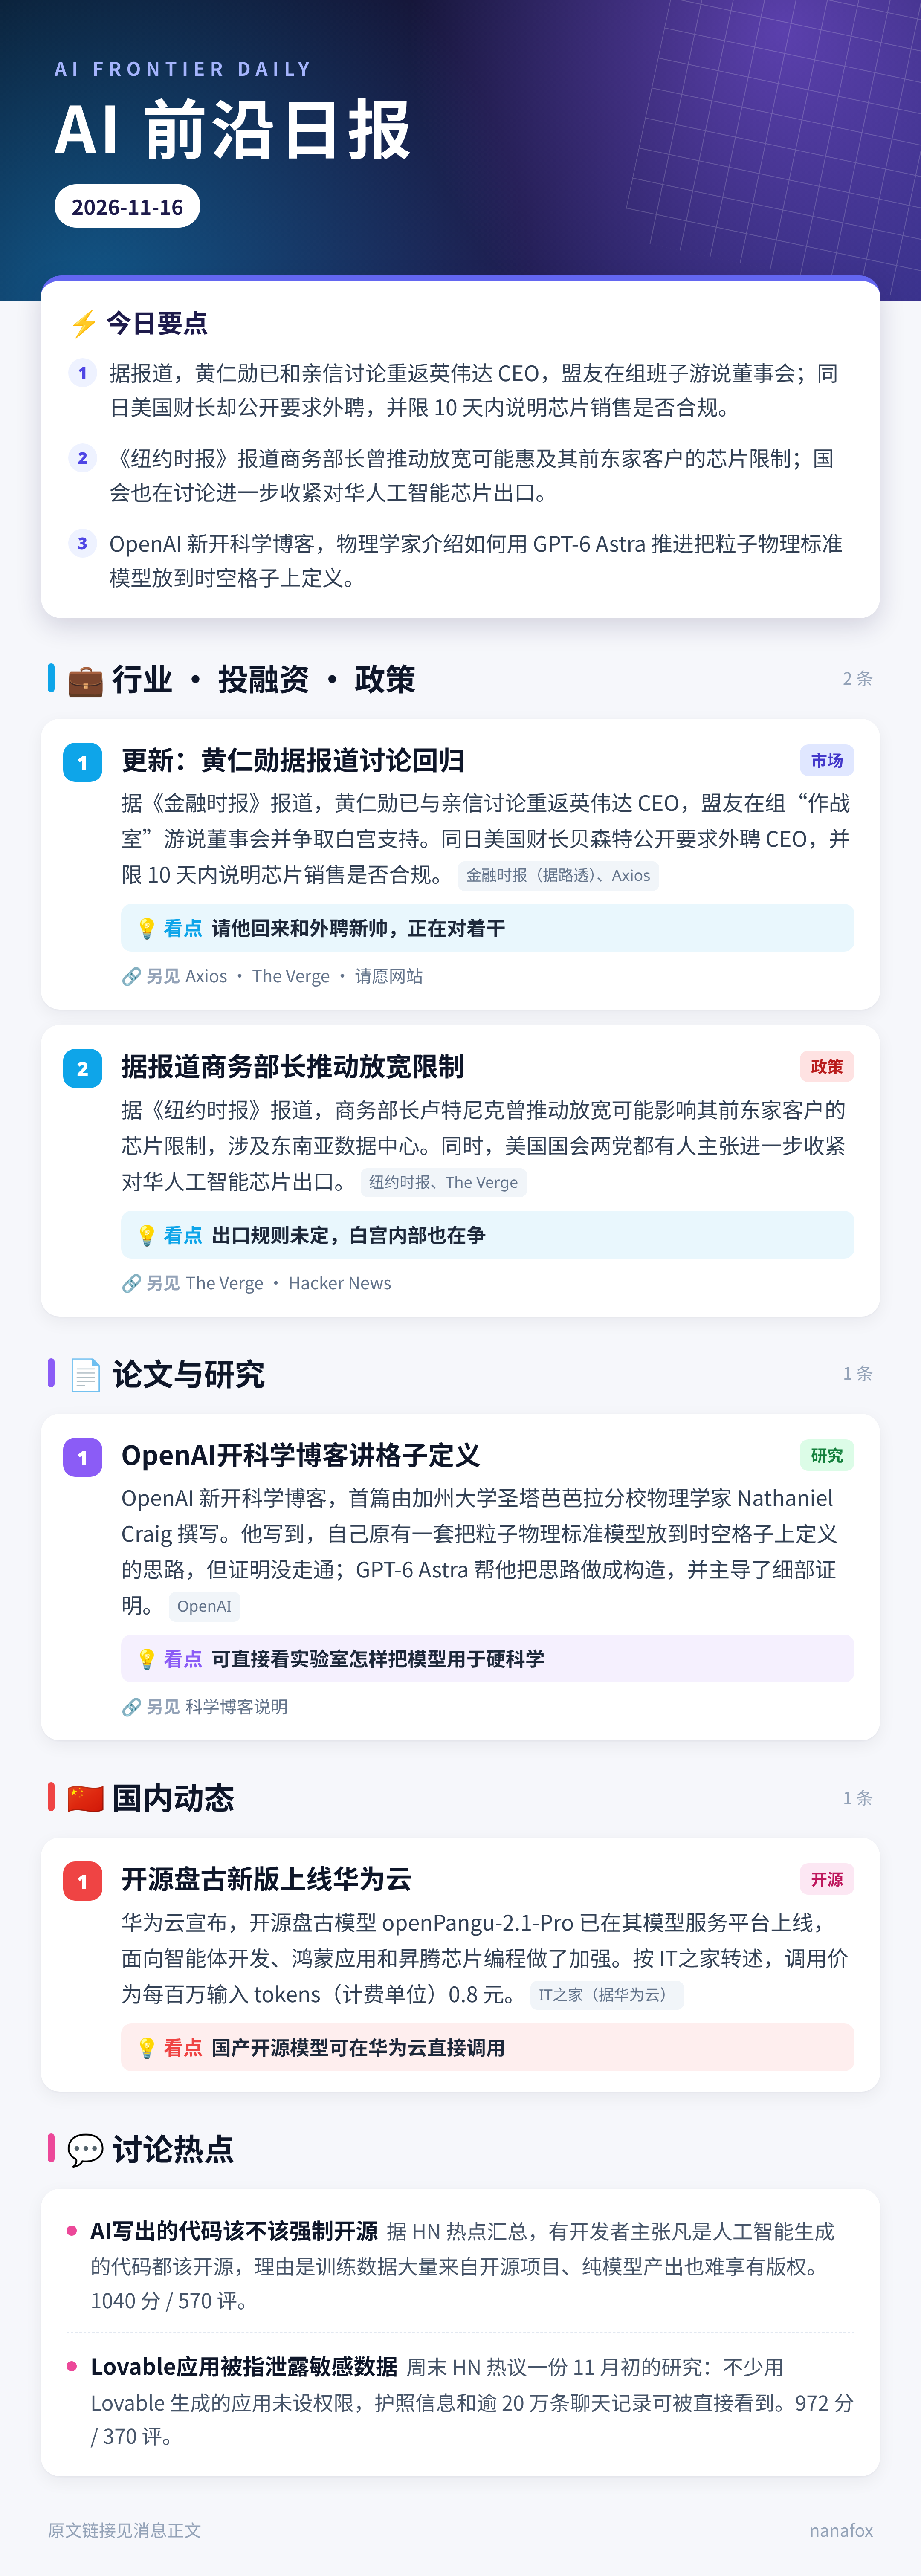 AI FRONTIER DAILY
AI 前沿日报
2026-11-16
⚡ 今日要点
1 据报道，黄仁勋已和亲信讨论重返英伟达 CEO，盟友在组班子游说董事会；同
日美国财长却公开要求外聘，并限 10 天内说明芯片销售是否合规。
2 《纽约时报》报道商务部长曾推动放宽可能惠及其前东家客户的芯片限制；国
会也在讨论进一步收紧对华人工智能芯片出口。
3 OpenAI 新开科学博客，物理学家介绍如何用 GPT-6 Astra 推进把粒子物理标准
模型放到时空格子上定义。
💼 行业 · 投融资 · 政策 2 条
1 更新：黄仁勋据报道讨论回归 市场
据《金融时报》报道，黄仁勋已与亲信讨论重返英伟达 CEO，盟友在组“作战
室”游说董事会并争取白宫支持。同日美国财长贝森特公开要求外聘 CEO，并
限 10 天内说明芯片销售是否合规。 金融时报（据路透）、Axios
💡 看点 请他回来和外聘新帅，正在对着干
🔗 另见 Axios · The Verge · 请愿网站
2 据报道商务部长推动放宽限制 政策
据《纽约时报》报道，商务部长卢特尼克曾推动放宽可能影响其前东家客户的
芯片限制，涉及东南亚数据中心。同时，美国国会两党都有人主张进一步收紧
对华人工智能芯片出口。 纽约时报、The Verge
💡 看点 出口规则未定，白宫内部也在争
🔗 另见 The Verge · Hacker News
📄 论文与研究 1 条
1 OpenAI开科学博客讲格子定义 研究
OpenAI 新开科学博客，首篇由加州大学圣塔芭芭拉分校物理学家 Nathaniel
Craig 撰写。他写到，自己原有一套把粒子物理标准模型放到时空格子上定义
的思路，但证明没走通；GPT-6 Astra 帮他把思路做成构造，并主导了细部证
明。 OpenAI
💡 看点 可直接看实验室怎样把模型用于硬科学
🔗 另见 科学博客说明
🇨🇳 国内动态 1 条
1 开源盘古新版上线华为云 开源
华为云宣布，开源盘古模型 openPangu-2.1-Pro 已在其模型服务平台上线，
面向智能体开发、鸿蒙应用和昇腾芯片编程做了加强。按 IT之家转述，调用价
为每百万输入 tokens（计费单位）0.8 元。 IT之家（据华为云）
💡 看点 国产开源模型可在华为云直接调用
💬 讨论热点
AI写出的代码该不该强制开源 据 HN 热点汇总，有开发者主张凡是人工智能生成
的代码都该开源，理由是训练数据大量来自开源项目、纯模型产出也难享有版权。
1040 分 / 570 评。
Lovable应用被指泄露敏感数据 周末 HN 热议一份 11 月初的研究：不少用
Lovable 生成的应用未设权限，护照信息和逾 20 万条聊天记录可被直接看到。972 分
/ 370 评。
原文链接见消息正文 nanafox